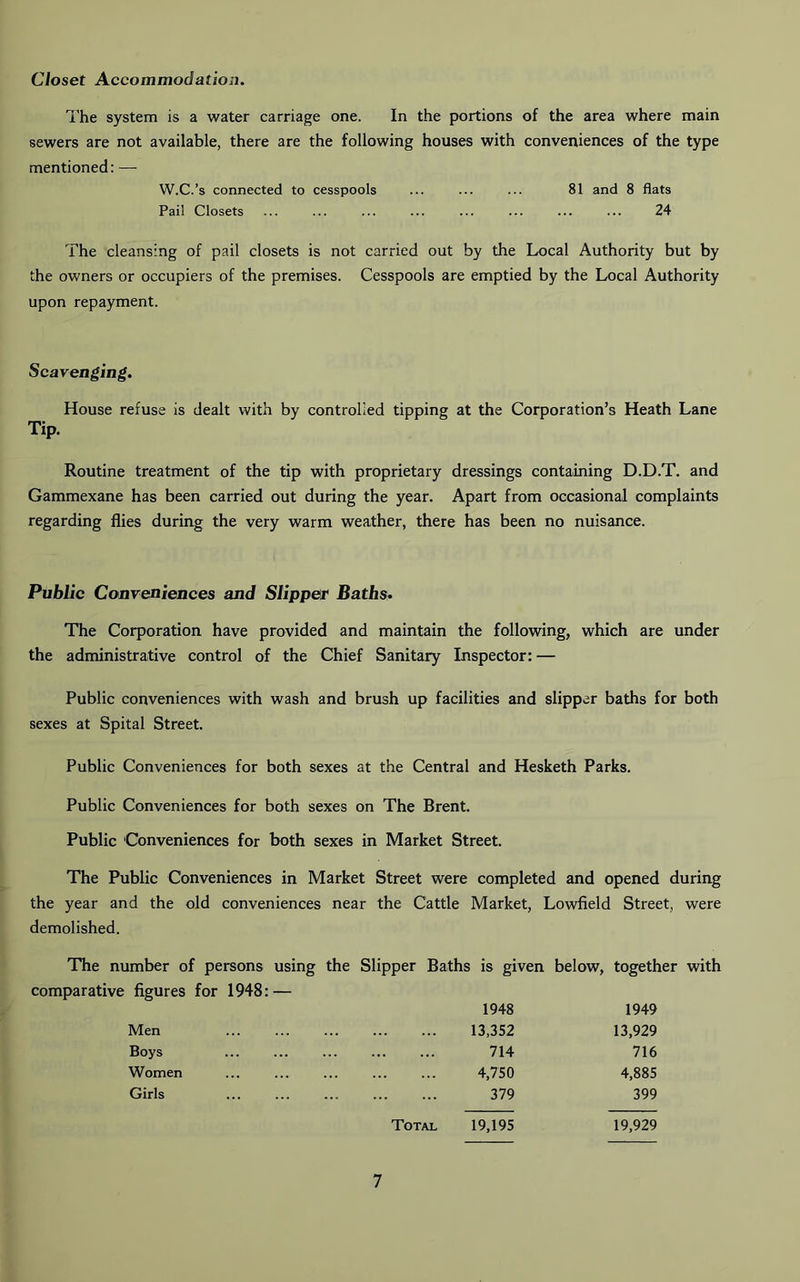 Closet Accommodation.
The system is a water carriage one. In the portions of the area where main
sewers are not available, there are the following houses with conveniences of the type
mentioned: —
W.C.'s connected to cesspools ... ... ... 81 and 8 flats
Pail Closets ... ... ... ... ... ... ... ... 24
The cleansing of pail closets is not carried out by the Local Authority but by
the owners or occupiers of the premises. Cesspools are emptied by the Local Authority
upon repayment.
Scavenging.
House refuse is dealt with by controlled tipping at the Corporation's Heath Lane
Tip.
Routine treatment of the tip with proprietary dressings containing D.D.T. and
Gammexane has been carried out during the year. Apart from occasional complaints
regarding flies during the very warm weather, there has been no nuisance.
Public Conveniences and Slipper Baths.
The Corporation have provided and maintain the following, which are under
the administrative control of the Chief Sanitary Inspector: —
Public conveniences with wash and brush up facilities and slipper baths for both
sexes at Spital Street.
Public Conveniences for both sexes at the Central and Hesketh Parks.
Public Conveniences for both sexes on The Brent.
Public Conveniences for both sexes in Market Street.
The Public Conveniences in Market Street were completed and opened during
the year and the old conveniences near the Cattle Market, Lowfield Street, were
demolished.
The number of persons using the Slipper Baths is given below, together with
comparative figures for 1948: —
1948 1949
Men ... ... ... ... ... 13,352 13,929
Boys ... ... ... ... ... 714 716
Women ... ... ... ... ... 4,750 4,885
Girls ... ... ... ... ... 379 399
Total 19,195 19,929
7